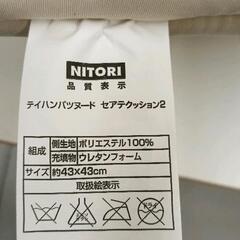 NITORI
品質表示
テイハンパツヌード セアテクッション2
組成 側生地 ポリエステル100%
充填物 ウレタンフォーム
サイズ 約43×43cm
取扱絵表示